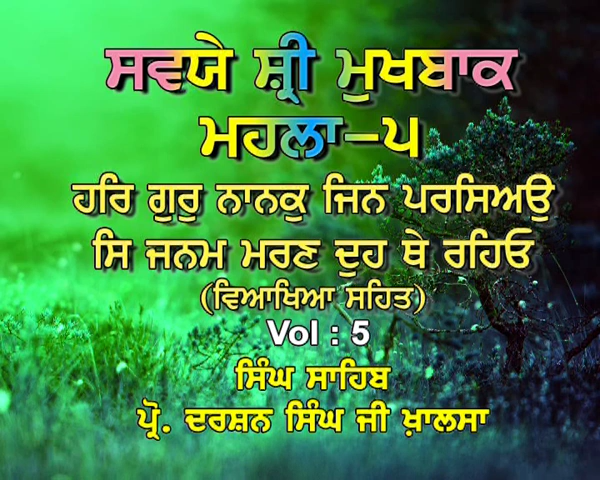 ਸਵਯੇ ਸ਼੍ਰੀ ਮੁਖਬਾਕ
ਮਹਲਾ-੫
ਹਰਿ ਗੁਰੁ ਨਾਨਕੁ ਜਿਨ ਪਰਸਿਅਉ
ਸਿ ਜਨਮ ਮਰਣ ਦੁਹ ਥੇ ਰਹਿਓ
(ਵਿਆਖਿਆ ਸਹਿਤ)
Vol : 5
ਸਿੰਘ ਸਾਹਿਬ
ਪ੍ਰੋ. ਦਰਸ਼ਨ ਸਿੰਘ ਜੀ ਖ਼ਾਲਸਾ